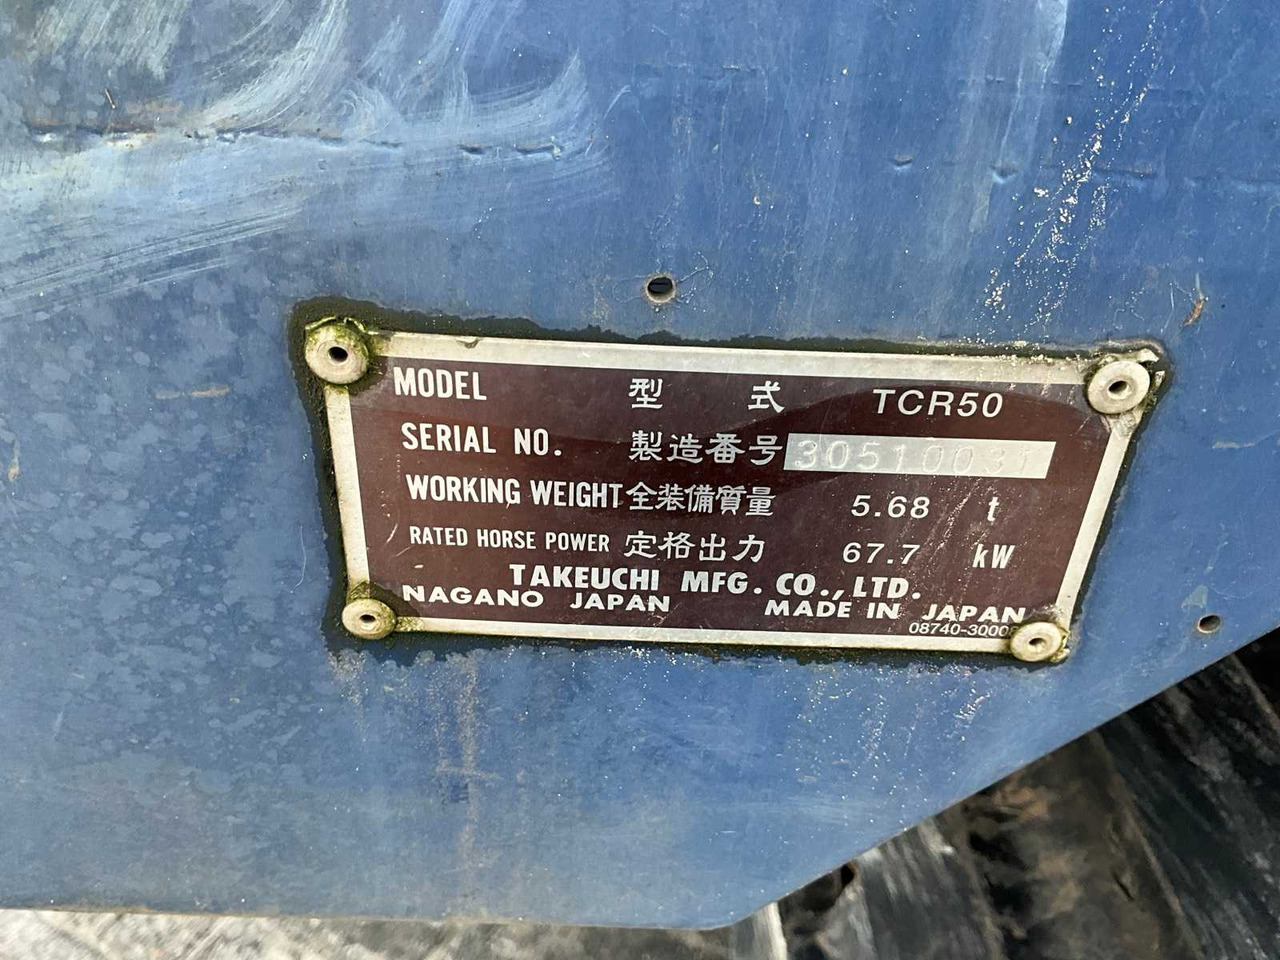 MODEL 型式 TCR50
SERIAL NO. 製造番号 30510031
WORKING WEIGHT 全装備質量 5.68 t
RATED HORSE POWER 定格出力 67.7 kW
TAKEUCHI MFG. CO., LTD.
NAGANO JAPAN MADE IN JAPAN